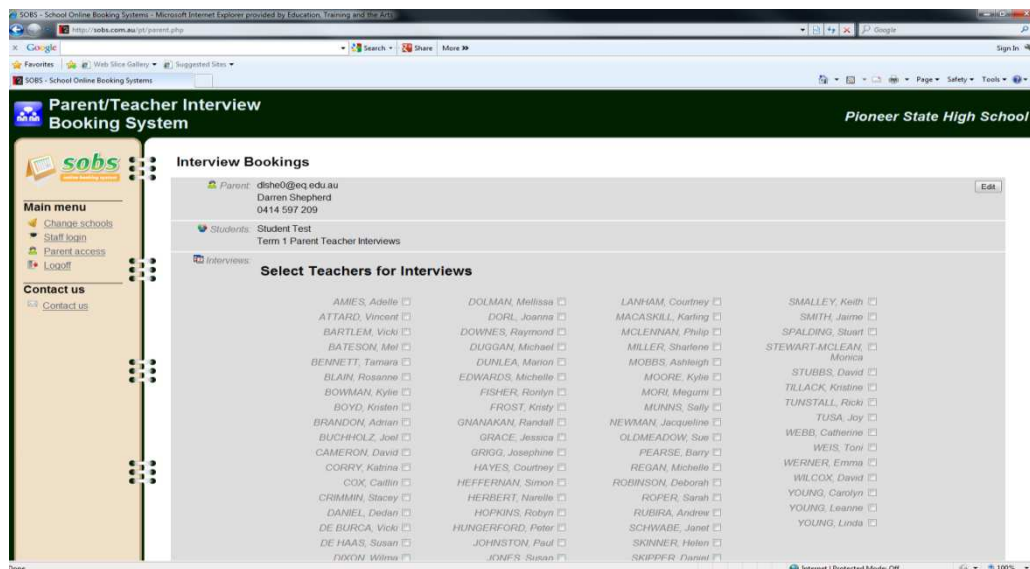 SOBS - School Online Booking Systems - Microsoft Internet Explorer provided by Education, Training and the Arts
http://sobs.com.au/pt/parent.php
Google
x Google
Search
Share
More
Sign In
Favorites
Web Slice Gallery
Suggested Sites
SOBS - School Online Booking Systems
Page
Safety
Tools
Parent/Teacher Interview
Booking System
Pioneer State High School
sobs
online booking system
Main menu
Change schools
Staff login
Parent access
Logoff
Contact us
Contact us
Interview Bookings
Parent: dlshe0@eq.edu.au
Darren Shepherd
0414 597 209
Edit
Students: Student Test
Term 1 Parent Teacher Interviews
Interviews:
Select Teachers for Interviews
AMIES, Adelle
ATTARD, Vincent
BARTLEM, Vicki
BATESON, Mel
BENNETT, Tamara
BLAIN, Rosanne
BOWMAN, Kylie
BOYD, Kristen
BRANDON, Adrian
BUCHHOLZ, Joel
CAMERON, David
CORRY, Katrina
COX, Caitlin
CRIMMIN, Stacey
DANIEL, Dedan
DE BURCA, Vicki
DE HAAS, Susan
DIXON, Wilma
DOLMAN, Mellissa
DORL, Joanna
DOWNES, Raymond
DUGGAN, Michael
DUNLEA, Marion
EDWARDS, Michelle
FISHER, Ronlyn
FROST, Kristy
GNANAKAN, Randall
GRACE, Jessica
GRIGG, Josephine
HAYES, Courtney
HEFFERNAN, Simon
HERBERT, Narelle
HOPKINS, Robyn
HUNGERFORD, Peter
JOHNSTON, Paul
JONES, Susan
LANHAM, Courtney
MACASKILL, Karling
MCLENNAN, Philip
MILLER, Sharlene
MOBBS, Ashleigh
MOORE, Kylie
MORI, Megumi
MUNNS, Sally
NEWMAN, Jacqueline
OLDMEADOW, Sue
PEARSE, Barry
REGAN, Michelle
ROBINSON, Deborah
ROPER, Sarah
RUBIRA, Andrew
SCHWABE, Janet
SKINNER, Helen
SKIPPER, Daniel
SMALLEY, Keith
SMITH, Jaime
SPALDING, Stuart
STEWART-MCLEAN,
Monica
STUBBS, David
TILLACK, Kristine
TUNSTALL, Ricki
TUSA, Joy
WEBB, Catherine
WEIS, Toni
WERNER, Emma
WILCOX, David
YOUNG, Carolyn
YOUNG, Leanne
YOUNG, Linda
Done
Internet | Protected Mode: Off
100%